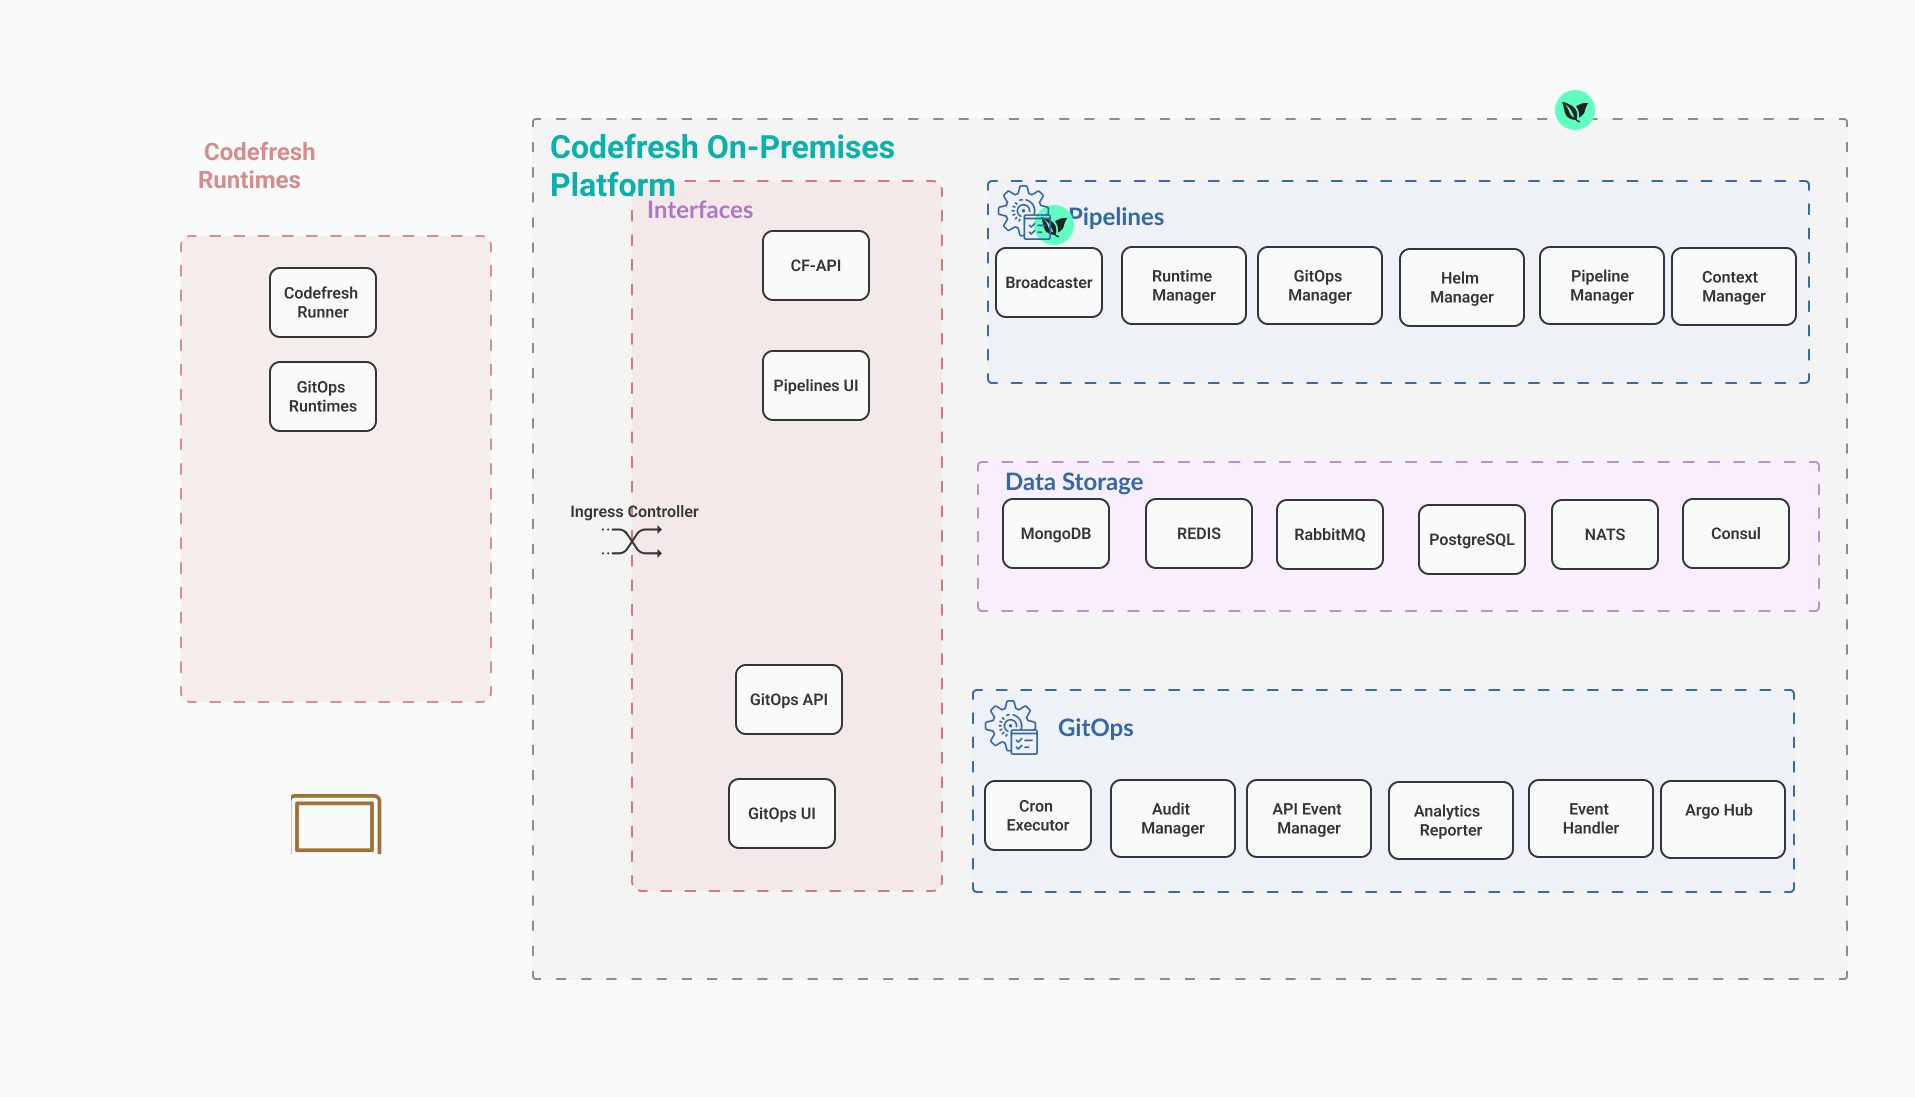 Codefresh
Runtimes
Codefresh
Runner
GitOps
Runtimes
Codefresh On-Premises
Platform
Interfaces
CF-API
Pipelines UI
Ingress Controller
GitOps API
GitOps UI
Pipelines
Broadcaster
Runtime
Manager
GitOps
Manager
Helm
Manager
Pipeline
Manager
Context
Manager
Data Storage
MongoDB
REDIS
RabbitMQ
PostgreSQL
NATS
Consul
GitOps
Cron
Executor
Audit
Manager
API Event
Manager
Analytics
Reporter
Event
Handler
Argo Hub